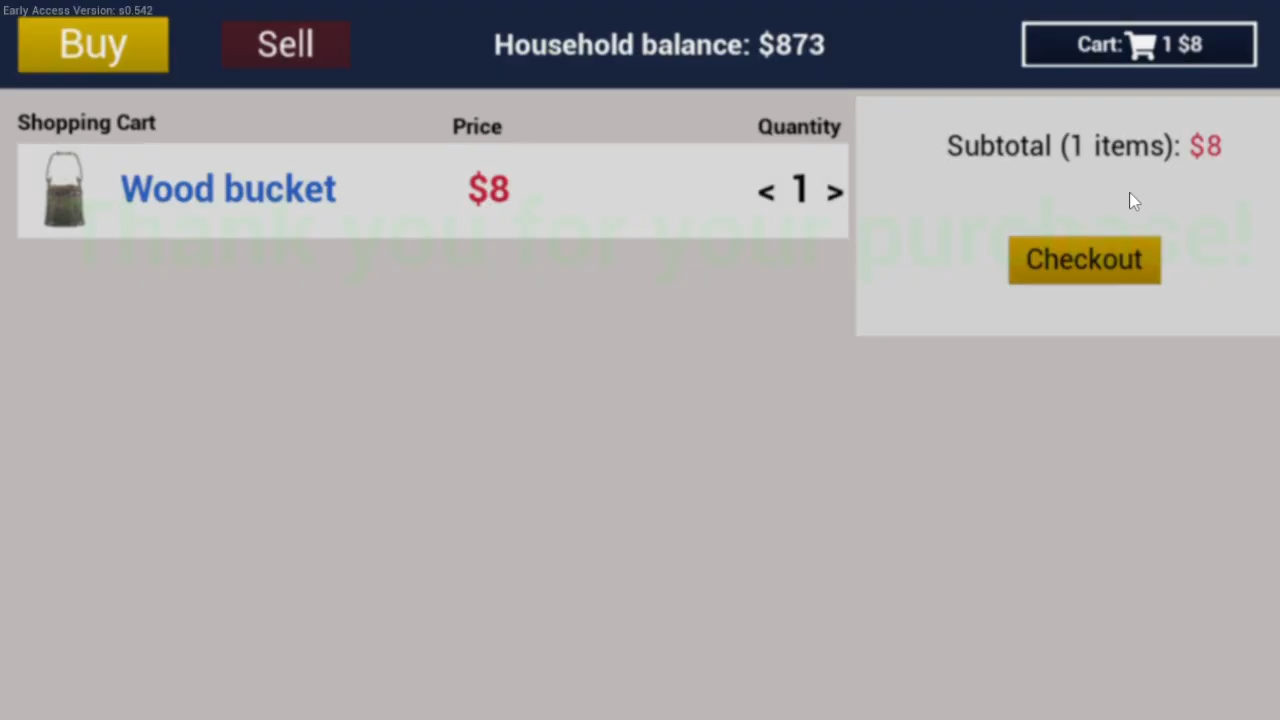 Early Access Version: s0.542
Buy Sell Household balance: $873 Cart: 1 $8
Shopping Cart Price Quantity
Subtotal (1 items): $8
Wood bucket $8 < 1 >
Thank you for your purchase!
Checkout